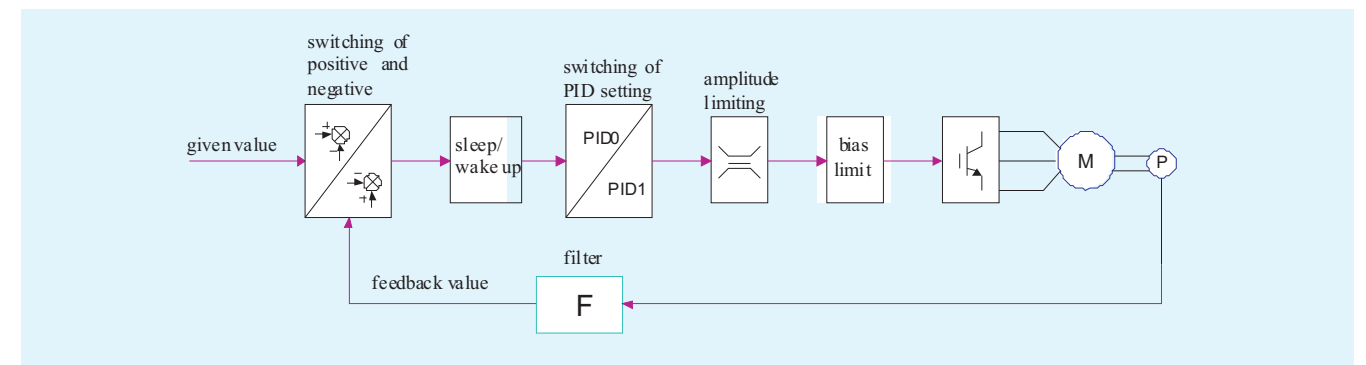 switching of
positive and
negative
switching of
PID setting
amplitude
limiting
given value
+
-
-
+
sleep/
wake up
PID0
PID1
bias
limit
M
P
filter
feedback value
F